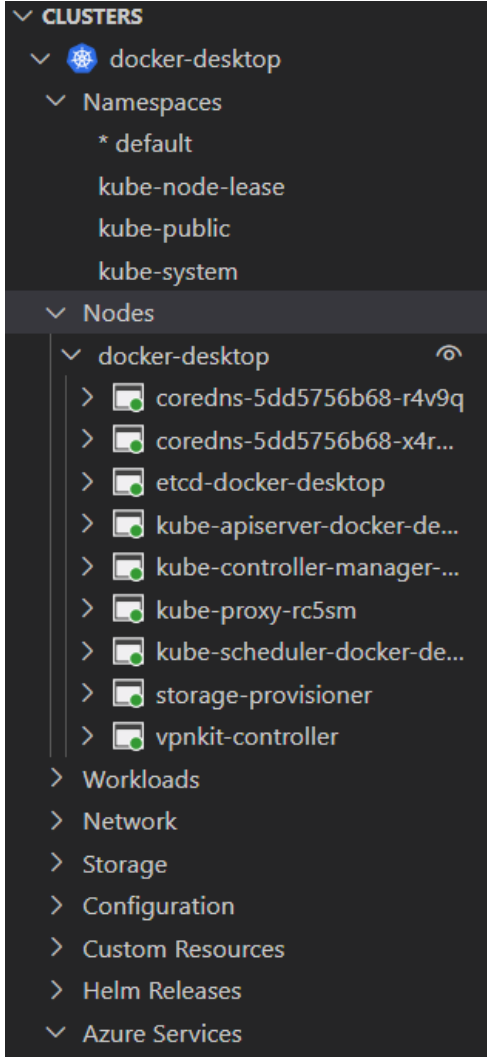 CLUSTERS
docker-desktop
Namespaces
* default
kube-node-lease
kube-public
kube-system
Nodes
docker-desktop
coredns-5dd5756b68-r4v9q
coredns-5dd5756b68-x4r...
etcd-docker-desktop
kube-apiserver-docker-de...
kube-controller-manager-...
kube-proxy-rc5sm
kube-scheduler-docker-de...
storage-provisioner
vpnkit-controller
Workloads
Network
Storage
Configuration
Custom Resources
Helm Releases
Azure Services